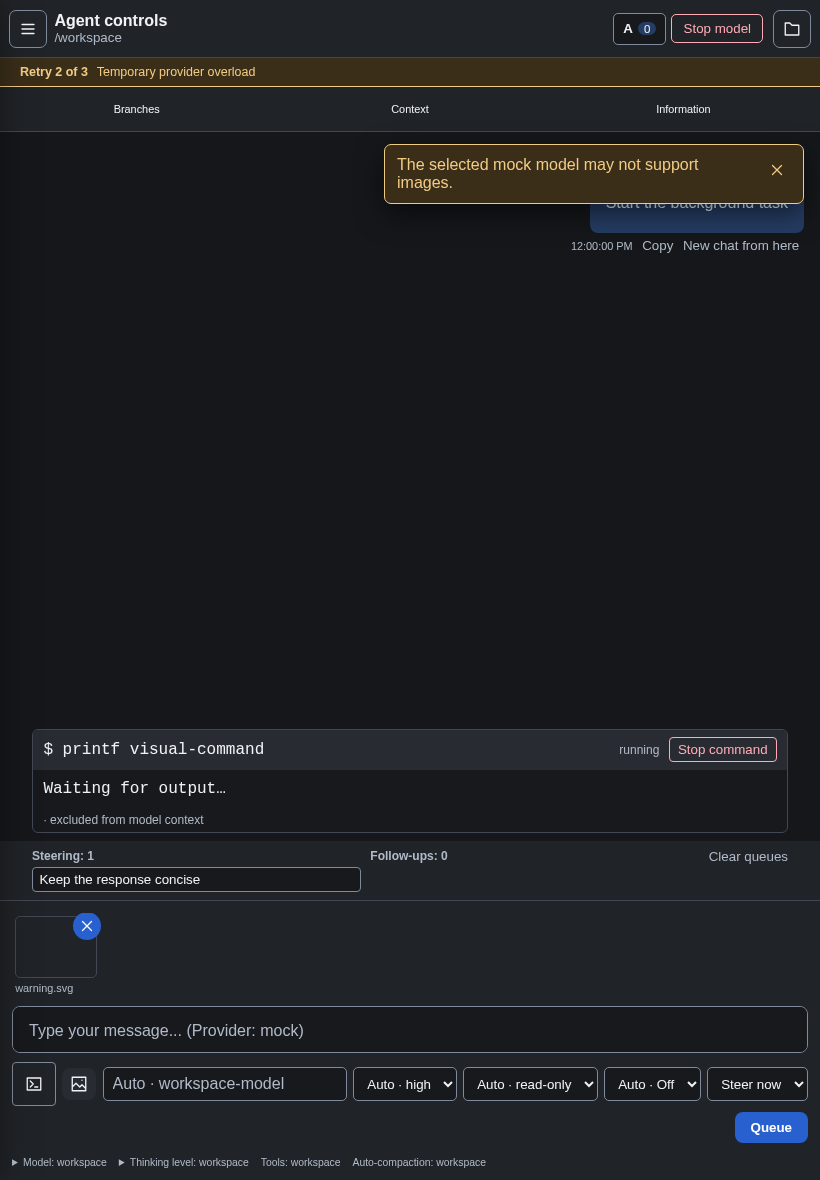 Agent controls
/workspace
A 0
Stop model
Retry 2 of 3 Temporary provider overload
Branches
Context
Information
The selected mock model may not support
images.
Start the background task
12:00:00 PM Copy New chat from here
$ printf visual-command
running
Stop command
Waiting for output…
· excluded from model context
Steering: 1
Follow-ups: 0
Clear queues
Keep the response concise
warning.svg
Type your message... (Provider: mock)
Auto · workspace-model
Auto · high
Auto · read-only
Auto · Off
Steer now
Queue
Model: workspace
Thinking level: workspace
Tools: workspace
Auto-compaction: workspace